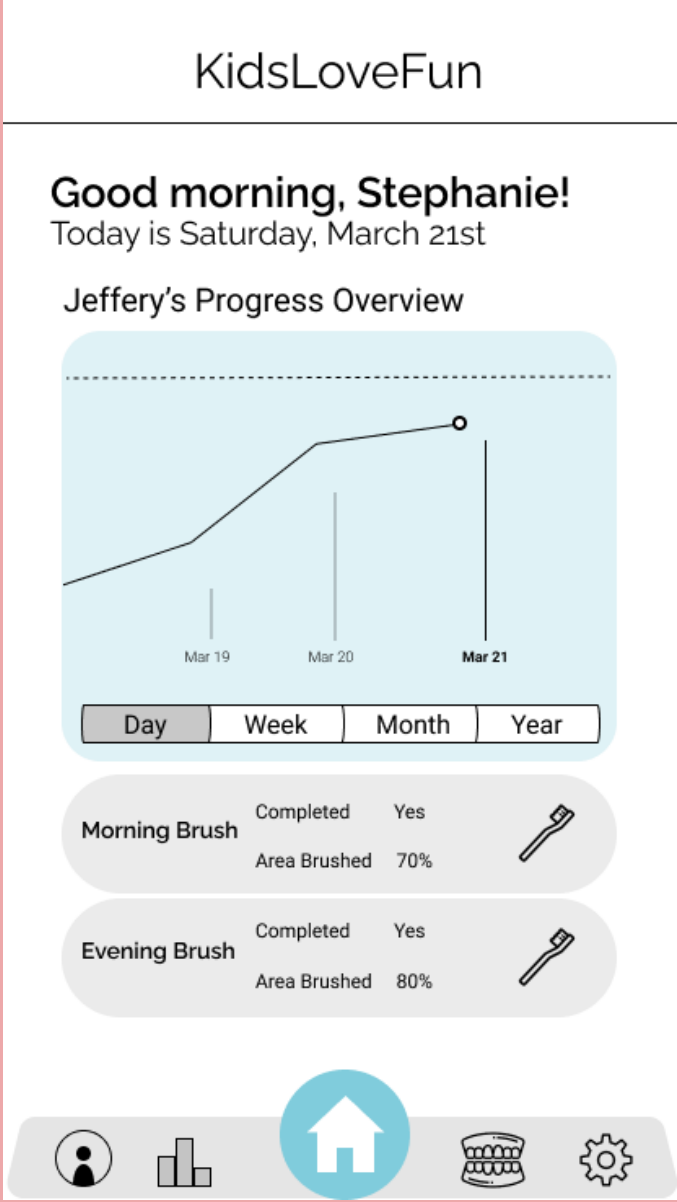 KidsLoveFun
Good morning, Stephanie!
Today is Saturday, March 21st
Jeffery's Progress Overview
Mar 19 Mar 20 Mar 21
Day Week Month Year
Morning Brush
Completed Yes
Area Brushed 70%
Evening Brush
Completed Yes
Area Brushed 80%